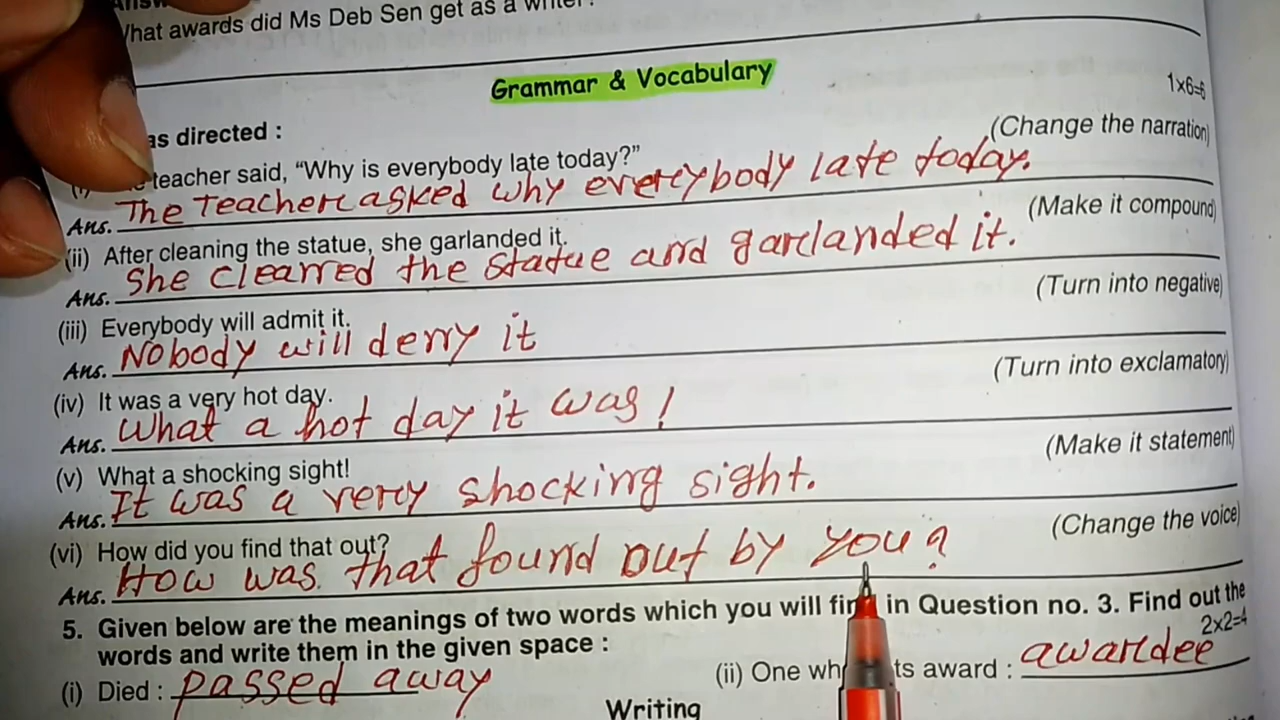 What awards did Ms Deb Sen get as a writer?
Grammar & Vocabulary
1×6=6
as directed :
teacher said, “Why is everybody late today?”
(Change the narration)
Ans. The Teacher asked why everybody late today.
(ii) After cleaning the statue, she garlanded it.
(Make it compound)
Ans. She cleaned the statue and garlanded it.
(iii) Everybody will admit it.
(Turn into negative)
Ans. Nobody will deny it
(iv) It was a very hot day.
(Turn into exclamatory)
Ans. What a hot day it was!
(v) What a shocking sight!
(Make it statement)
Ans. It was a very shocking sight.
(vi) How did you find that out?
(Change the voice)
Ans. How was that found out by you?
5. Given below are the meanings of two words which you will find in Question no. 3. Find out the
words and write them in the given space :
2×2=4
(i) Died : passed away
(ii) One ts award : awardee
Writing